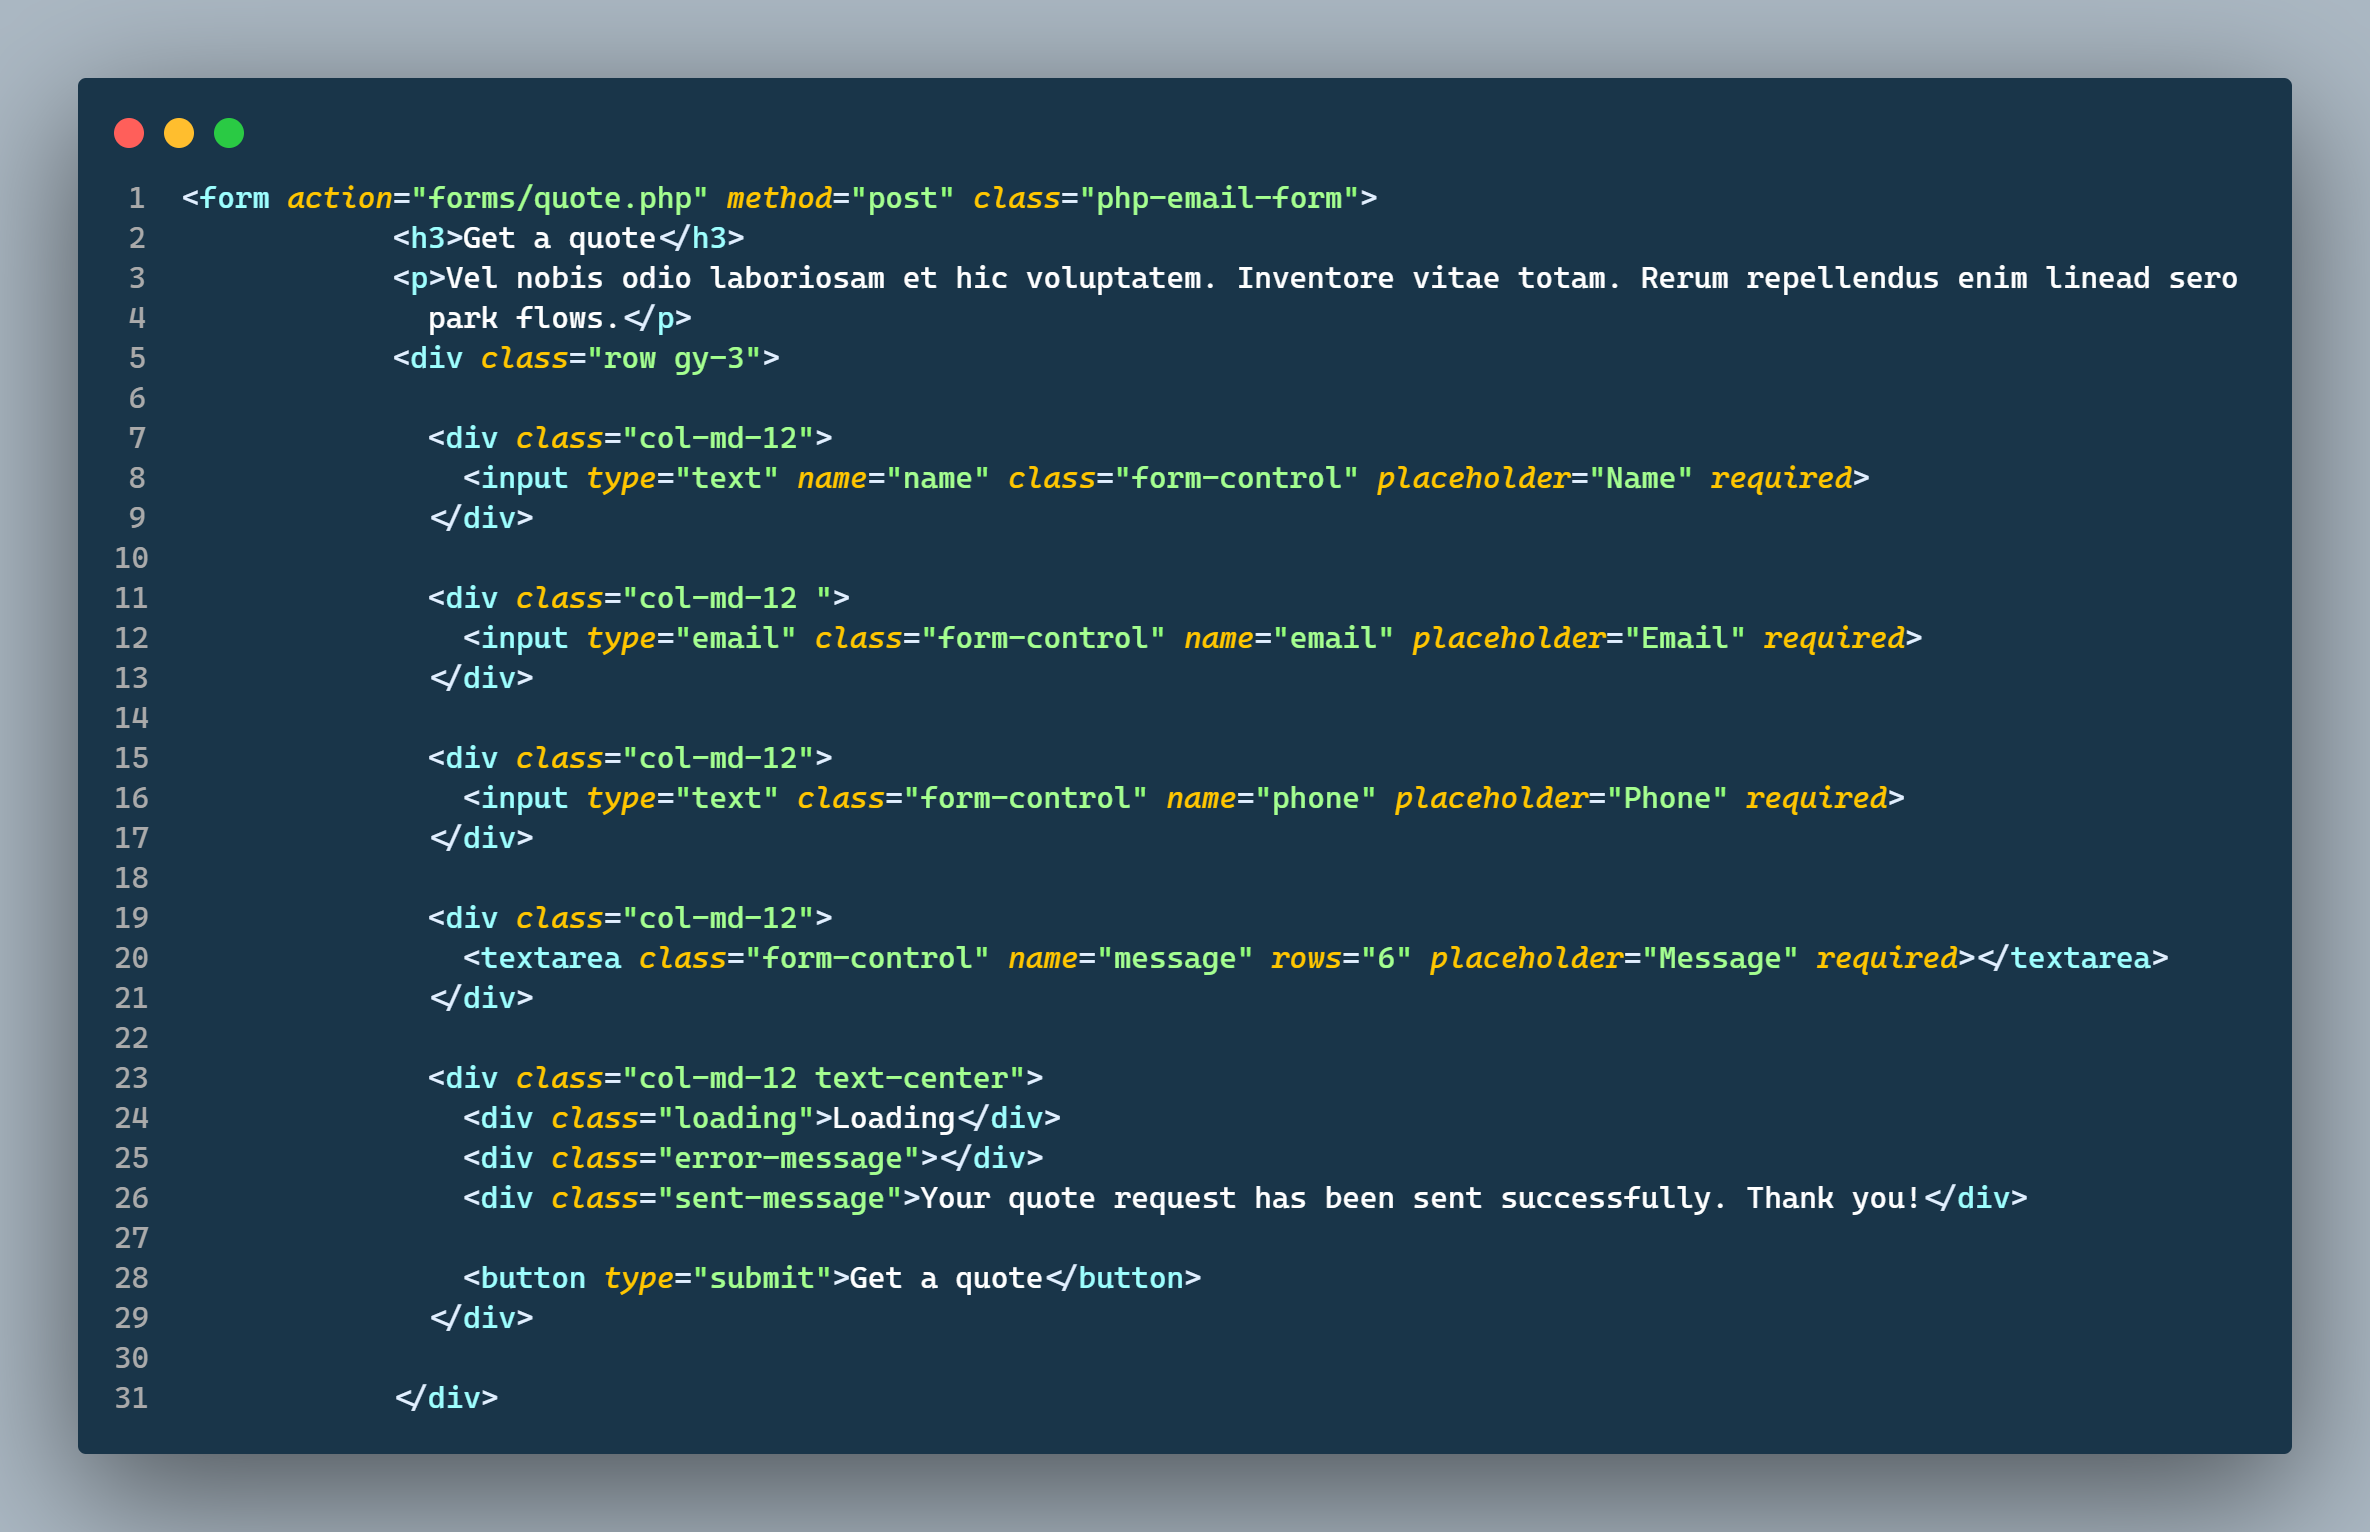 1 <form action="forms/quote.php" method="post" class="php-email-form">
2 <h3>Get a quote</h3>
3 <p>Vel nobis odio laboriosam et hic voluptatem. Inventore vitae totam. Rerum repellendus enim linead sero
4 park flows.</p>
5 <div class="row gy-3">
6
7 <div class="col-md-12">
8 <input type="text" name="name" class="form-control" placeholder="Name" required>
9 </div>
10
11 <div class="col-md-12 ">
12 <input type="email" class="form-control" name="email" placeholder="Email" required>
13 </div>
14
15 <div class="col-md-12">
16 <input type="text" class="form-control" name="phone" placeholder="Phone" required>
17 </div>
18
19 <div class="col-md-12">
20 <textarea class="form-control" name="message" rows="6" placeholder="Message" required></textarea>
21 </div>
22
23 <div class="col-md-12 text-center">
24 <div class="loading">Loading</div>
25 <div class="error-message"></div>
26 <div class="sent-message">Your quote request has been sent successfully. Thank you!</div>
27
28 <button type="submit">Get a quote</button>
29 </div>
30
31 </div>